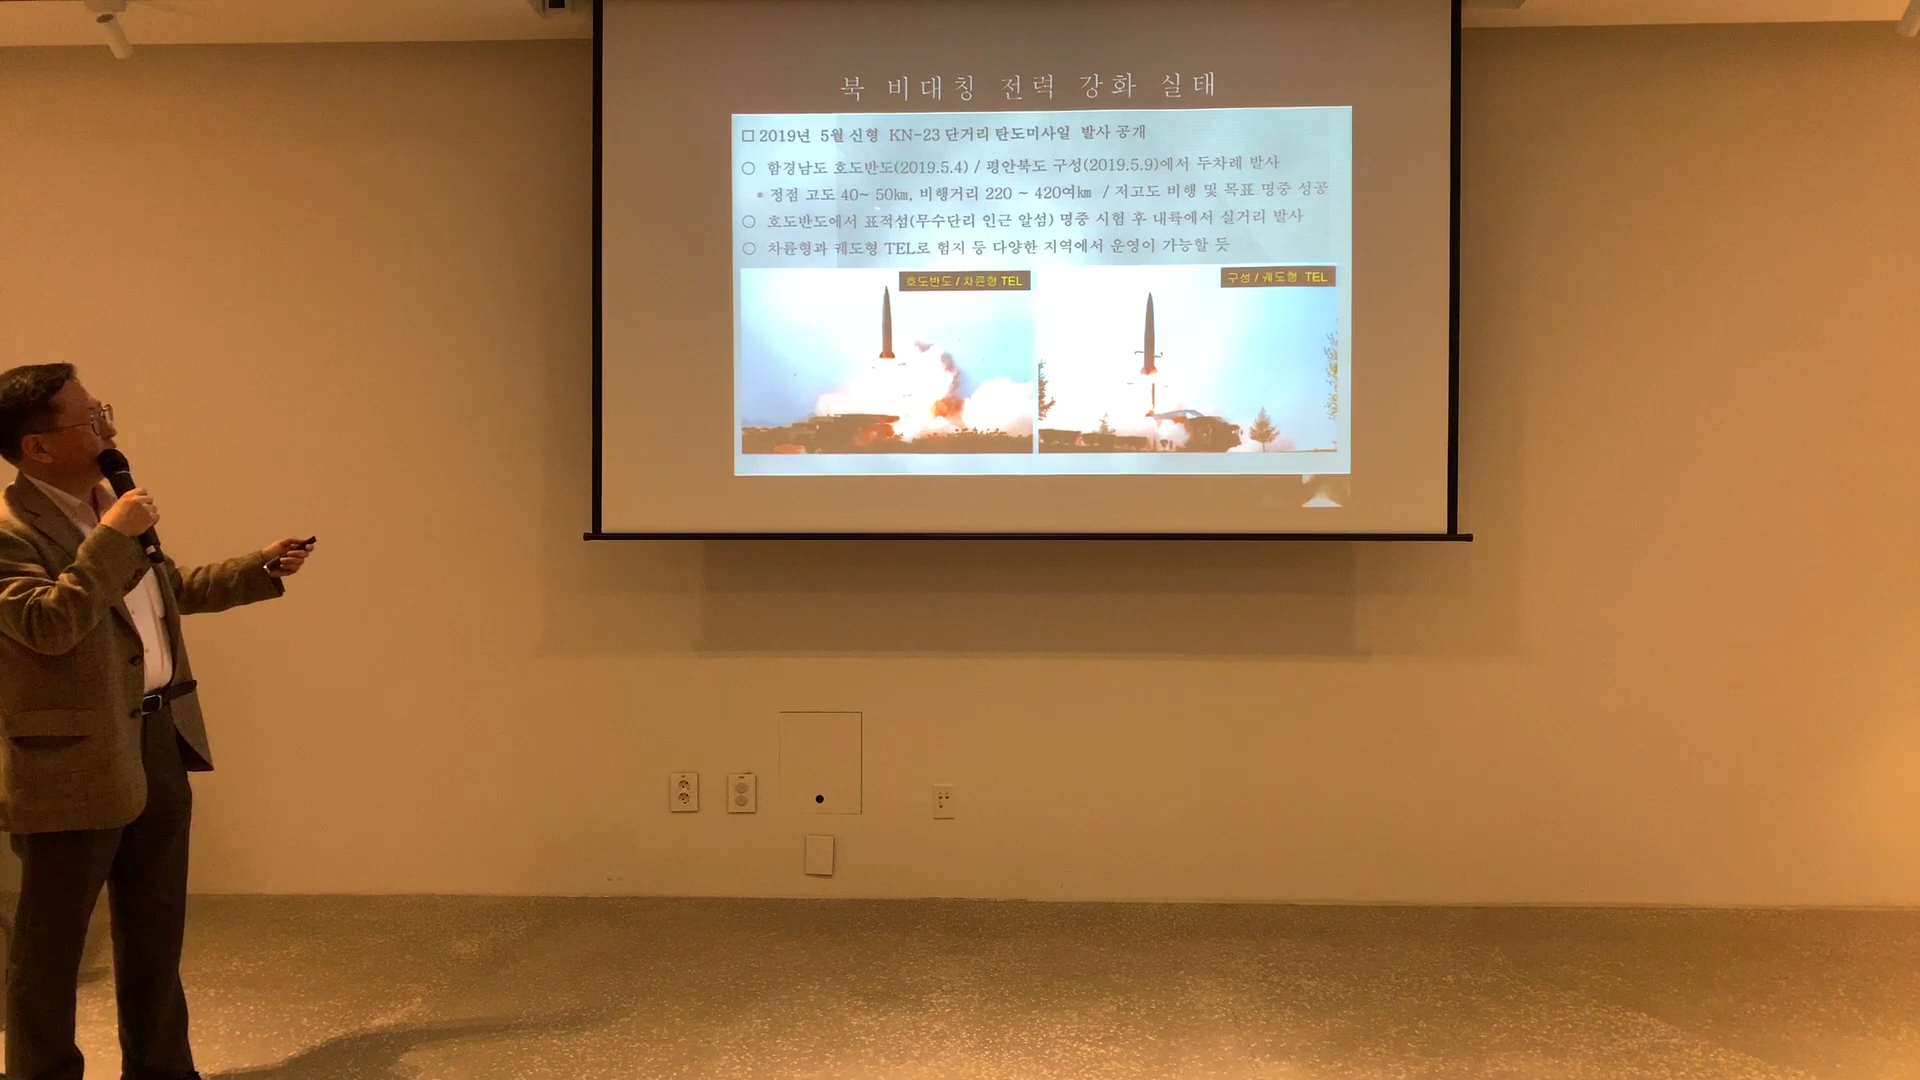 북 비대칭 전력 강화 실태
□ 2019년 5월 신형 KN-23 단거리 탄도미사일 발사 공개
○ 함경남도 호도반도(2019.5.4) / 평안북도 구성(2019.5.9)에서 두차례 발사
* 정점 고도 40~ 50㎞, 비행거리 220 ~ 420여㎞ / 저고도 비행 및 목표 명중 성공
○ 호도반도에서 표적섬(무수단리 인근 알섬) 명중 시험 후 내륙에서 실거리 발사
○ 차륜형과 궤도형 TEL로 험지 등 다양한 지역에서 운영이 가능할 듯
호도반도 / 차륜형 TEL
구성 / 궤도형 TEL